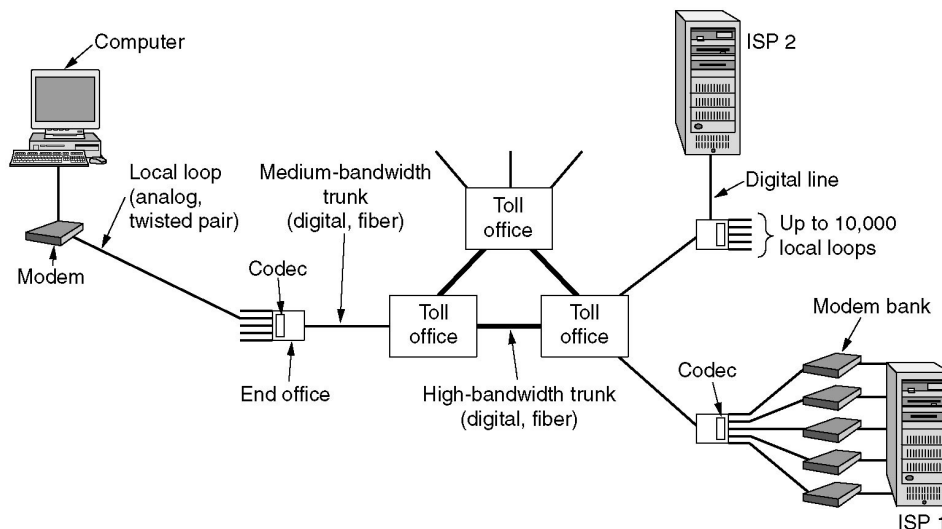 Computer
ISP 2
Local loop
(analog,
twisted pair)
Medium-bandwidth
trunk
(digital, fiber)
Digital line
Toll
office
Up to 10,000
local loops
Modem
Codec
Toll
office
Toll
office
Modem bank
End office
High-bandwidth trunk
(digital, fiber)
Codec
ISP 1